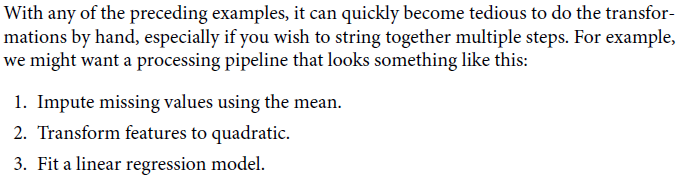 With any of the preceding examples, it can quickly become tedious to do the transfor-
mations by hand, especially if you wish to string together multiple steps. For example,
we might want a processing pipeline that looks something like this:
1. Impute missing values using the mean.
2. Transform features to quadratic.
3. Fit a linear regression model.